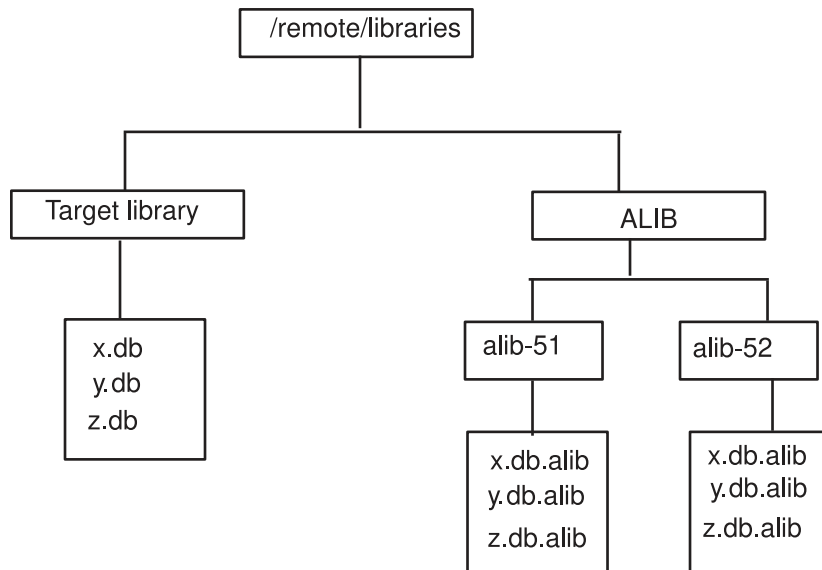 /remote/libraries
Target library
ALIB
x.db
y.db
z.db
alib-51
alib-52
x.db.alib
y.db.alib
z.db.alib
x.db.alib
y.db.alib
z.db.alib